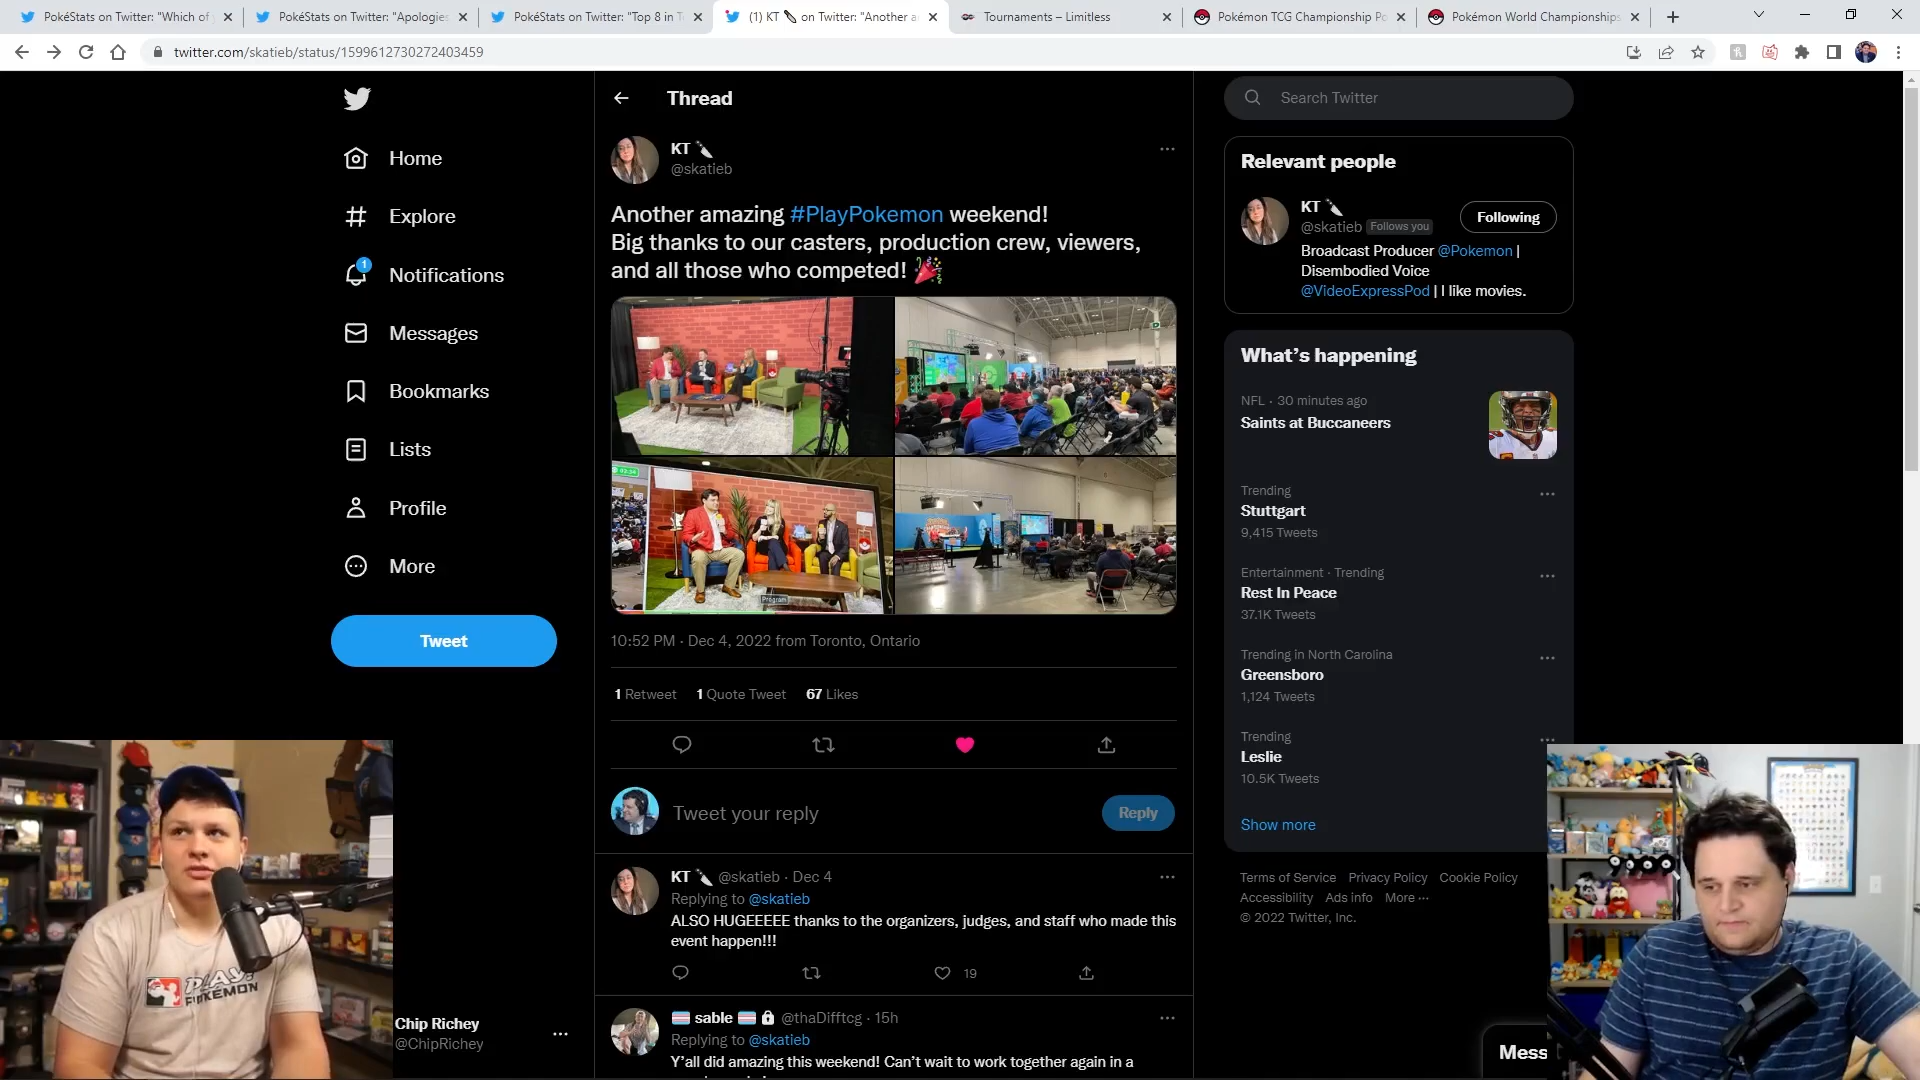 PokéStats on Twitter: "Which of
PokéStats on Twitter: "Apologies
PokéStats on Twitter: "Top 8 in T
(1) KT on Twitter: "Another a
Tournaments – Limitless
Pokémon TCG Championship Po
Pokémon World Championships
twitter.com/skatieb/status/1599612730272403459
Thread
Search Twitter
Home
Explore
1
Notifications
Messages
Bookmarks
Lists
Profile
More
Tweet
KT
@skatieb
Another amazing #PlayPokemon weekend!
Big thanks to our casters, production crew, viewers,
and all those who competed!
Program
10:52 PM · Dec 4, 2022 from Toronto, Ontario
1 Retweet 1 Quote Tweet 67 Likes
Tweet your reply
Reply
KT @skatieb · Dec 4
Replying to @skatieb
ALSO HUGEEEEE thanks to the organizers, judges, and staff who made this
event happen!!!
19
sable @thaDifftcg · 15h
Replying to @skatieb
Y'all did amazing this weekend! Can't wait to work together again in a
Relevant people
KT
@skatieb Follows you
Following
Broadcast Producer @Pokemon |
Disembodied Voice
@VideoExpressPod | I like movies.
What's happening
NFL · 30 minutes ago
Saints at Buccaneers
Trending
Stuttgart
9,415 Tweets
Entertainment · Trending
Rest In Peace
37.1K Tweets
Trending in North Carolina
Greensboro
1,124 Tweets
Trending
Leslie
10.5K Tweets
Show more
Terms of Service Privacy Policy Cookie Policy
Accessibility Ads info More ···
© 2022 Twitter, Inc.
Mess
Chip Richey
@ChipRichey
PLAY!
POKÉMON